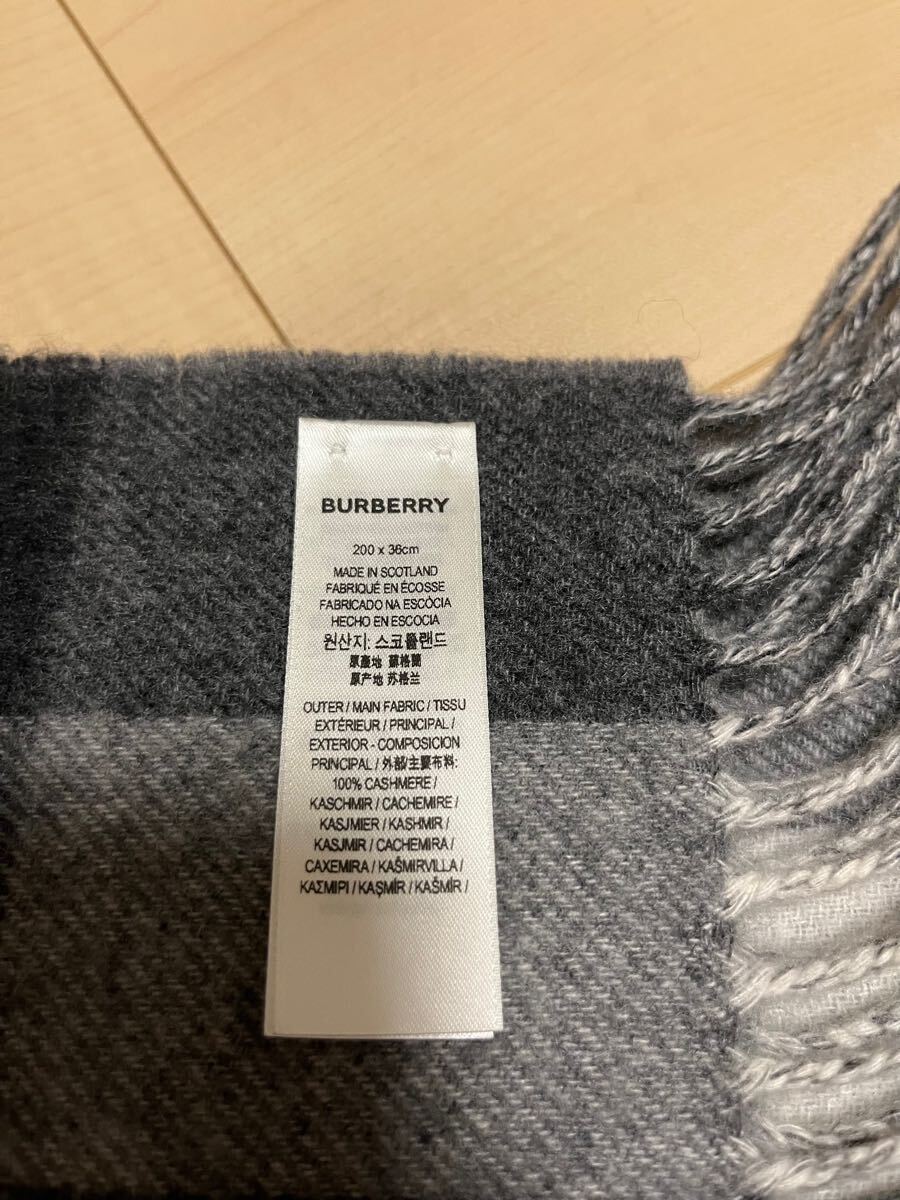 BURBERRY
200 x 36cm
MADE IN SCOTLAND
FABRIQUÉ EN ÉCOSSE
FABRICADO NA ESCÓCIA
HECHO EN ESCOCIA
원산지: 스코틀랜드
原產地 蘇格蘭
原产地 苏格兰
OUTER / MAIN FABRIC / TISSU
EXTÉRIEUR / PRINCIPAL /
EXTERIOR - COMPOSICION
PRINCIPAL / 外部/主要布料:
100% CASHMERE /
KASCHMIR / CACHEMIRE /
KASJMIER / KASHMIR /
KASJMIR / CACHEMIRA /
CAXEMIRA / KAŠMIRVILLA /
ΚΑΣΜΙΡΙ / KAŞMİR / KAŠMÍR /